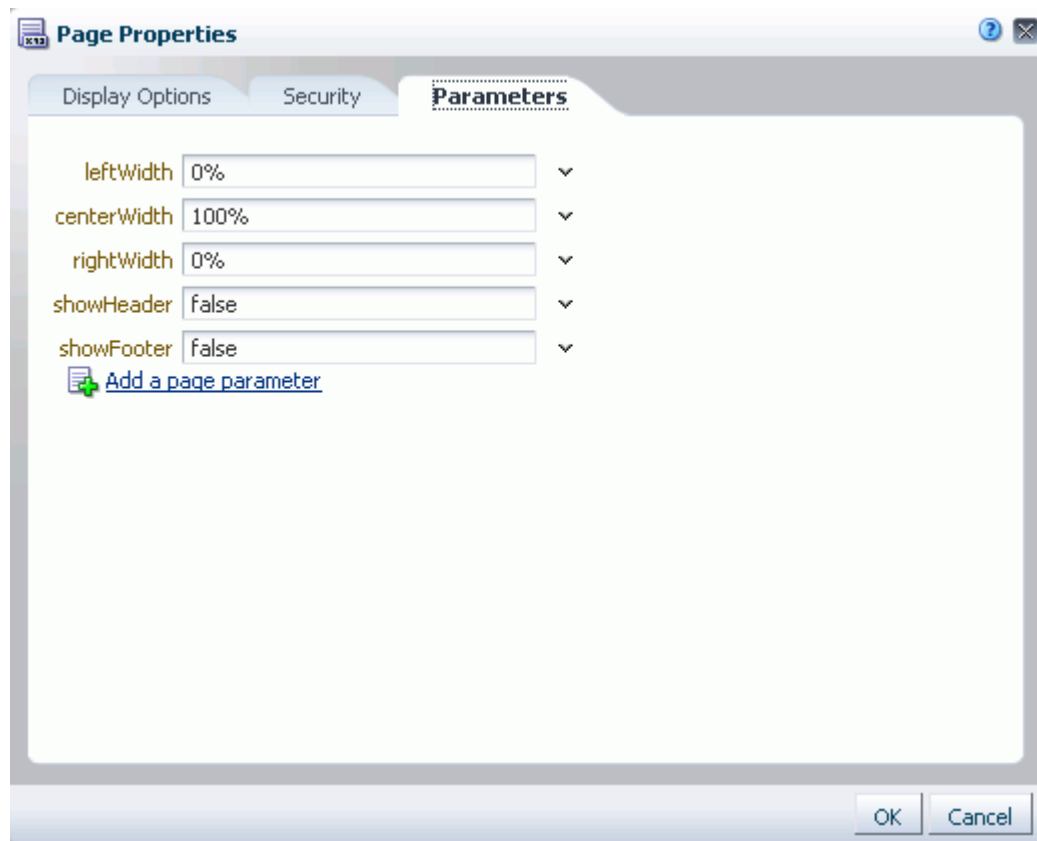 Page Properties
Display Options Security Parameters
leftWidth 0%
centerWidth 100%
rightWidth 0%
showHeader false
showFooter false
Add a page parameter
OK Cancel